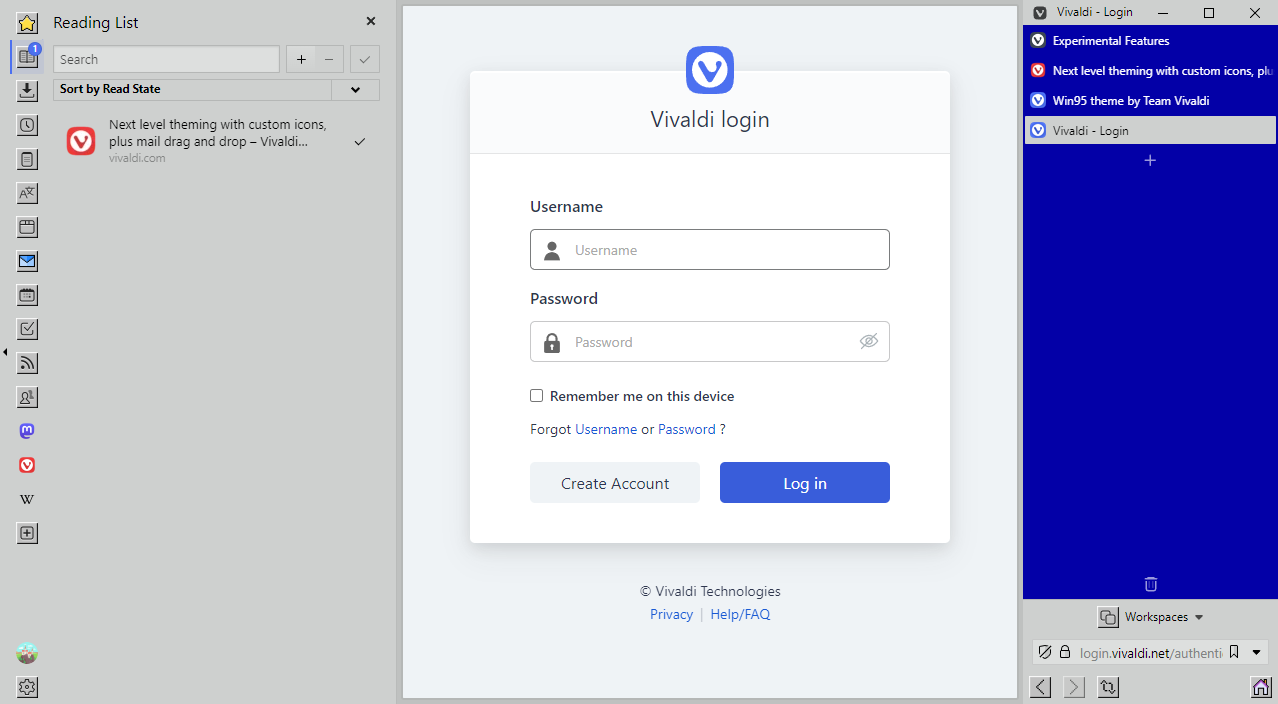 Reading List
1
Search
Sort by Read State
Next level theming with custom icons,
plus mail drag and drop – Vivaldi...
vivaldi.com
W
Vivaldi login
Username
Username
Password
Password
Remember me on this device
Forgot Username or Password ?
Create Account
Log in
© Vivaldi Technologies
Privacy | Help/FAQ
Vivaldi - Login
Experimental Features
Next level theming with custom icons, plu
Win95 theme by Team Vivaldi
Vivaldi - Login
Workspaces
login.vivaldi.net/authenti